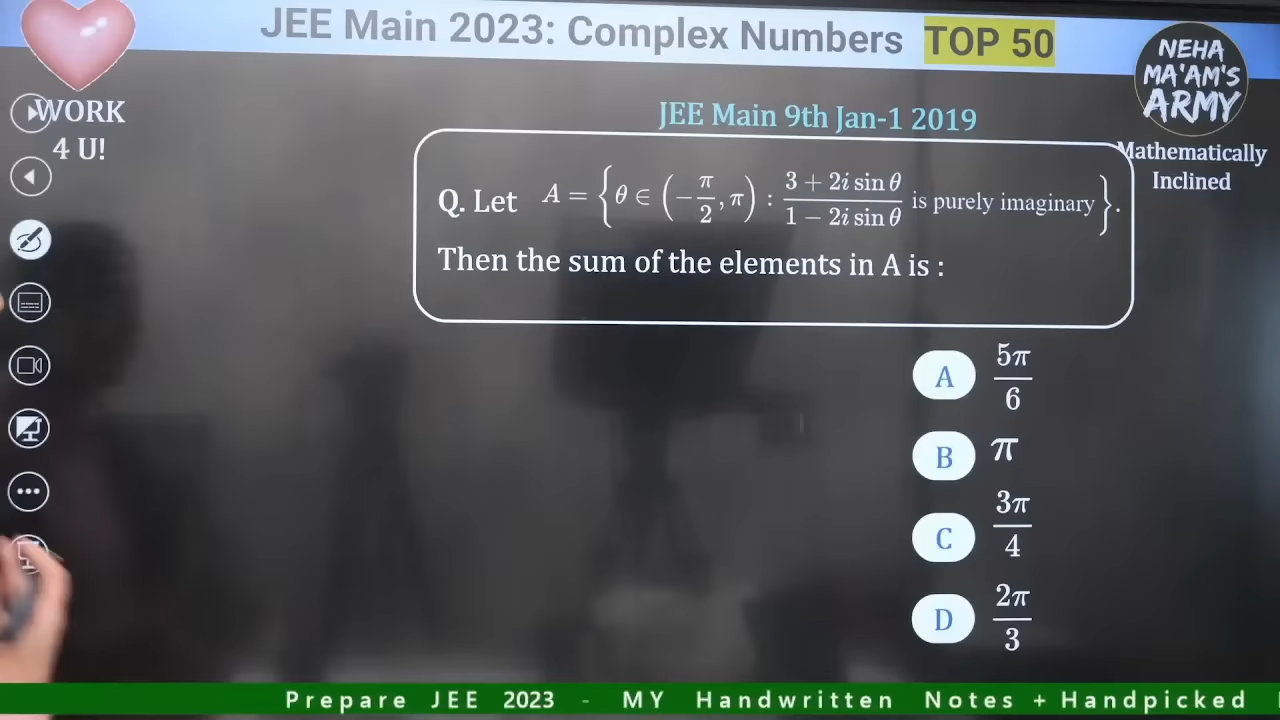 JEE Main 2023: Complex Numbers TOP 50
NEHA
MA'AM'S
ARMY
Mathematically
Inclined
WORK
4 U!
JEE Main 9th Jan-1 2019
Q. Let A = { θ ∈ (−π/2, π) : (3 + 2i sin θ)/(1 − 2i sin θ) is purely imaginary }.
Then the sum of the elements in A is :
A 5π/6
B π
C 3π/4
D 2π/3
Prepare JEE 2023 - MY Handwritten Notes + Handpicked